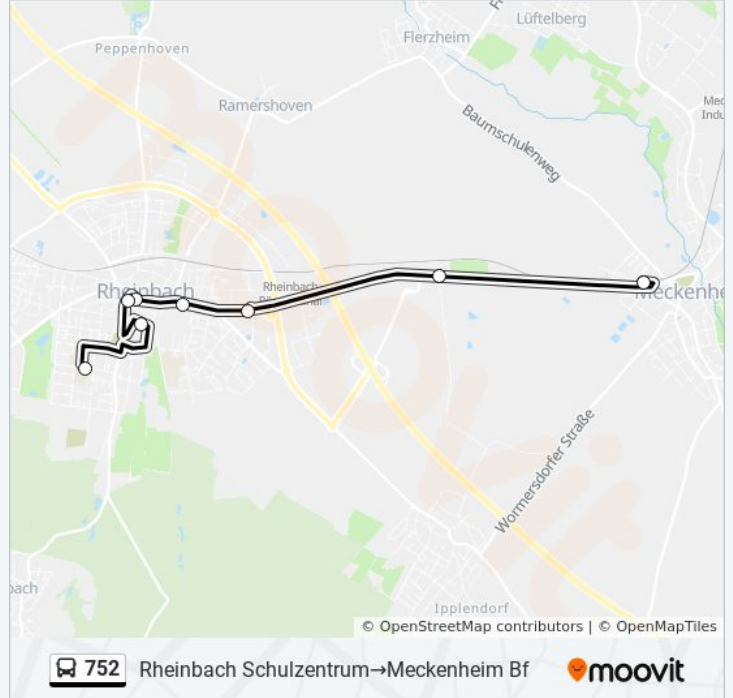 Lüftelberg
Flerzheim
Peppenhoven
Ramershoven
Baumschulenweg
Rheinbach
Rheinbach
Meckenhe
Wormersdorfer Straße
bach
Ipplendorf
© OpenStreetMap contributors | © OpenMapTiles
752 Rheinbach Schulzentrum→Meckenheim Bf moovit